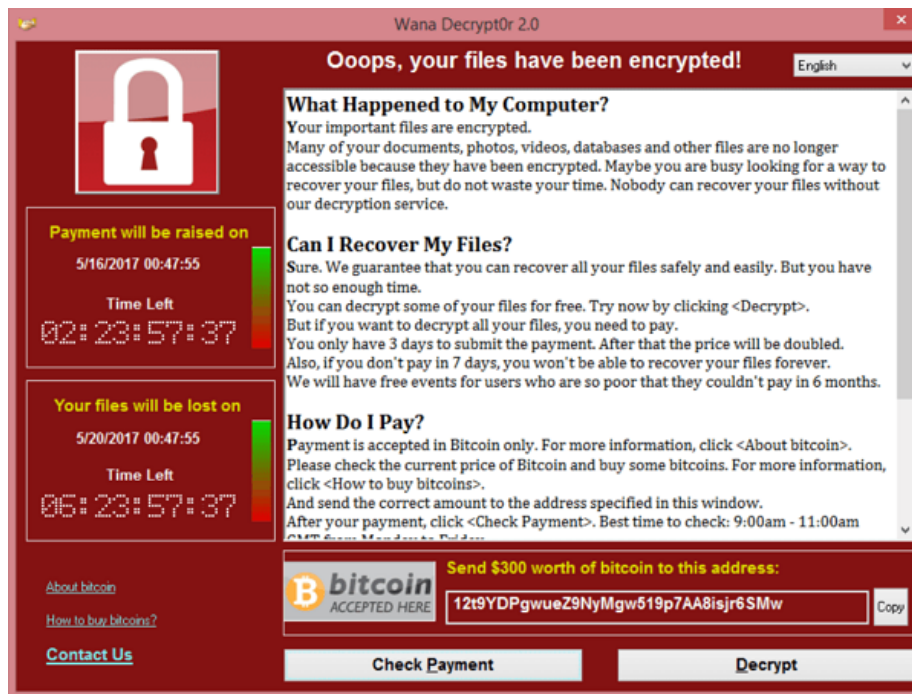 Wana Decrypt0r 2.0
Ooops, your files have been encrypted!
English
What Happened to My Computer?
Your important files are encrypted.
Many of your documents, photos, videos, databases and other files are no longer
accessible because they have been encrypted. Maybe you are busy looking for a way to
recover your files, but do not waste your time. Nobody can recover your files without
our decryption service.
Can I Recover My Files?
Sure. We guarantee that you can recover all your files safely and easily. But you have
not so enough time.
You can decrypt some of your files for free. Try now by clicking <Decrypt>.
But if you want to decrypt all your files, you need to pay.
You only have 3 days to submit the payment. After that the price will be doubled.
Also, if you don't pay in 7 days, you won't be able to recover your files forever.
We will have free events for users who are so poor that they couldn't pay in 6 months.
How Do I Pay?
Payment is accepted in Bitcoin only. For more information, click <About bitcoin>.
Please check the current price of Bitcoin and buy some bitcoins. For more information,
click <How to buy bitcoins>.
And send the correct amount to the address specified in this window.
After your payment, click <Check Payment>. Best time to check: 9:00am - 11:00am
GMT from Monday to Friday
Payment will be raised on
5/16/2017 00:47:55
Time Left
02:23:57:37
Your files will be lost on
5/20/2017 00:47:55
Time Left
06:23:57:37
About bitcoin
How to buy bitcoins?
Contact Us
bitcoin
ACCEPTED HERE
Send $300 worth of bitcoin to this address:
12t9YDPgwueZ9NyMgw519p7AA8isjr6SMw
Copy
Check Payment
Decrypt